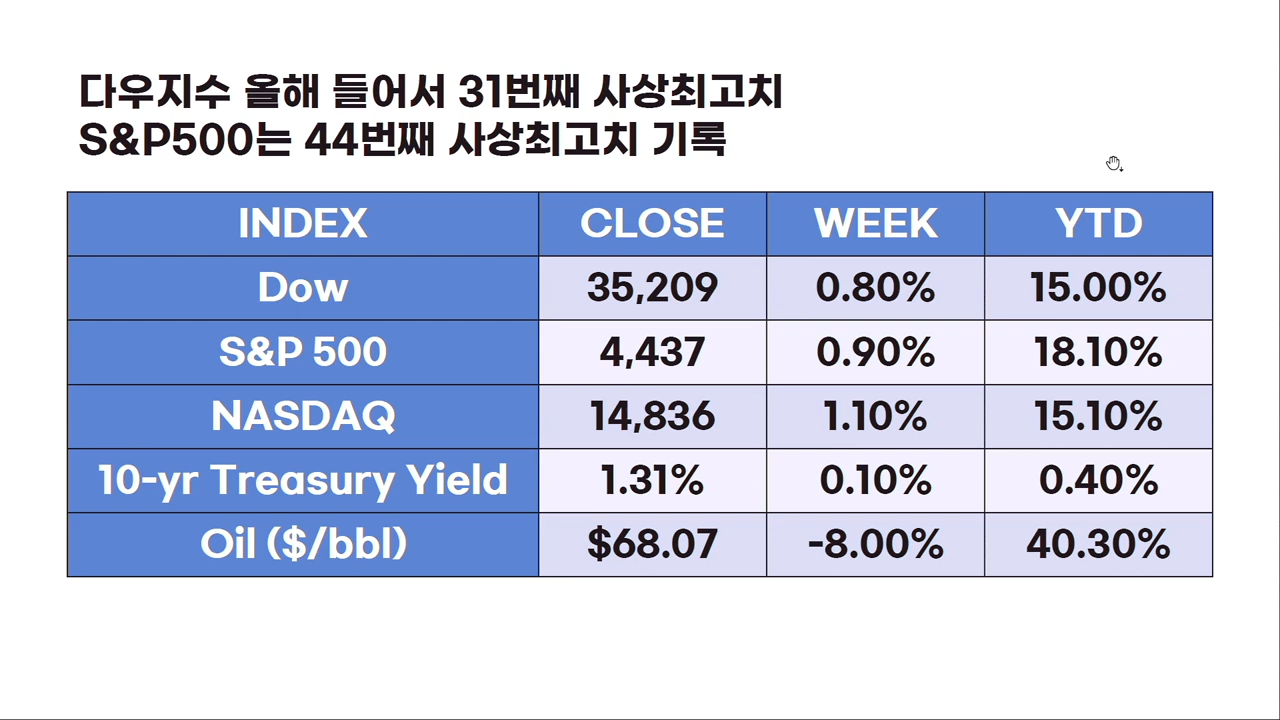 다우지수 올해 들어서 31번째 사상최고치
S&P500는 44번째 사상최고치 기록
INDEX CLOSE WEEK YTD
Dow 35,209 0.80% 15.00%
S&P 500 4,437 0.90% 18.10%
NASDAQ 14,836 1.10% 15.10%
10-yr Treasury Yield 1.31% 0.10% 0.40%
Oil ($/bbl) $68.07 -8.00% 40.30%